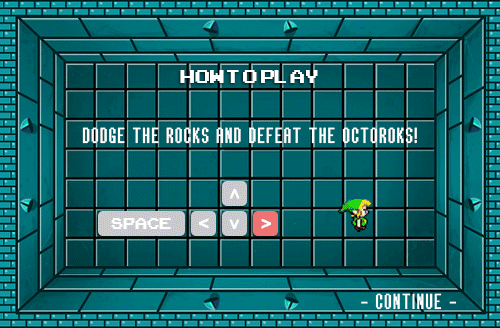 HOW TO PLAY
DODGE THE ROCKS AND DEFEAT THE OCTOROKS!
^
SPACE < v >
- CONTINUE -